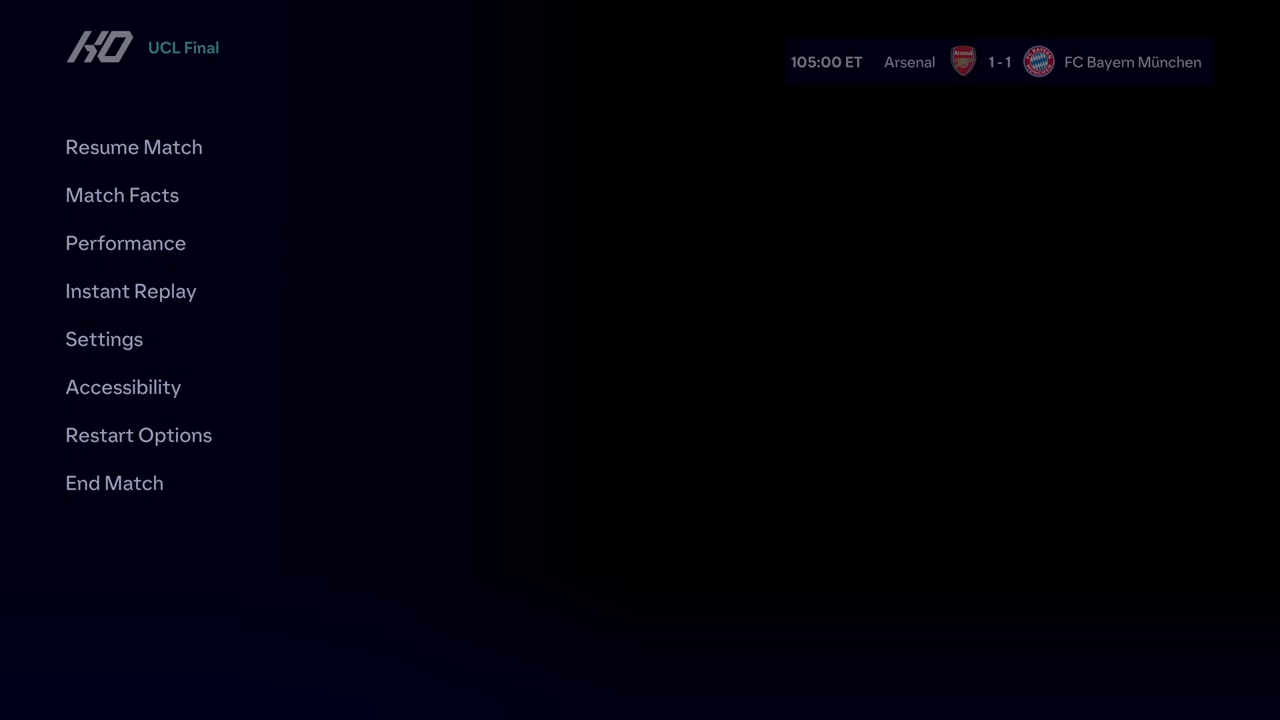 KO UCL Final
105:00 ET Arsenal 1 - 1 FC Bayern München
Resume Match
Match Facts
Performance
Instant Replay
Settings
Accessibility
Restart Options
End Match